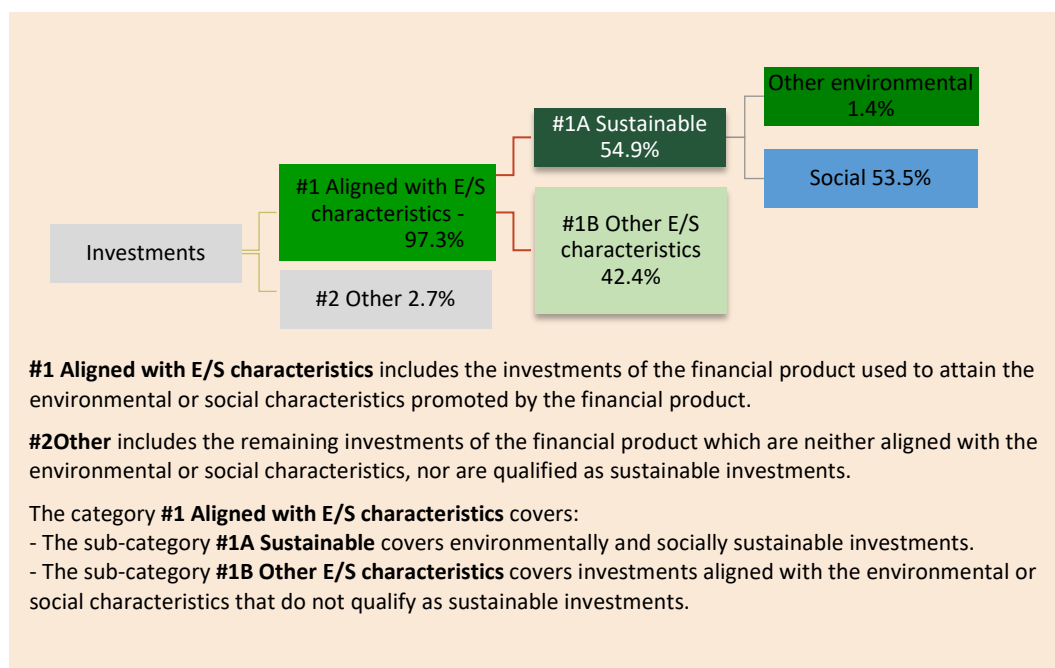 Other environmental
1.4%
#1A Sustainable
54.9%
Social 53.5%
#1 Aligned with E/S
characteristics -
97.3%
#1B Other E/S
characteristics
42.4%
Investments
#2 Other 2.7%
#1 Aligned with E/S characteristics includes the investments of the financial product used to attain the
environmental or social characteristics promoted by the financial product.
#2Other includes the remaining investments of the financial product which are neither aligned with the
environmental or social characteristics, nor are qualified as sustainable investments.
The category #1 Aligned with E/S characteristics covers:
- The sub-category #1A Sustainable covers environmentally and socially sustainable investments.
- The sub-category #1B Other E/S characteristics covers investments aligned with the environmental or
social characteristics that do not qualify as sustainable investments.